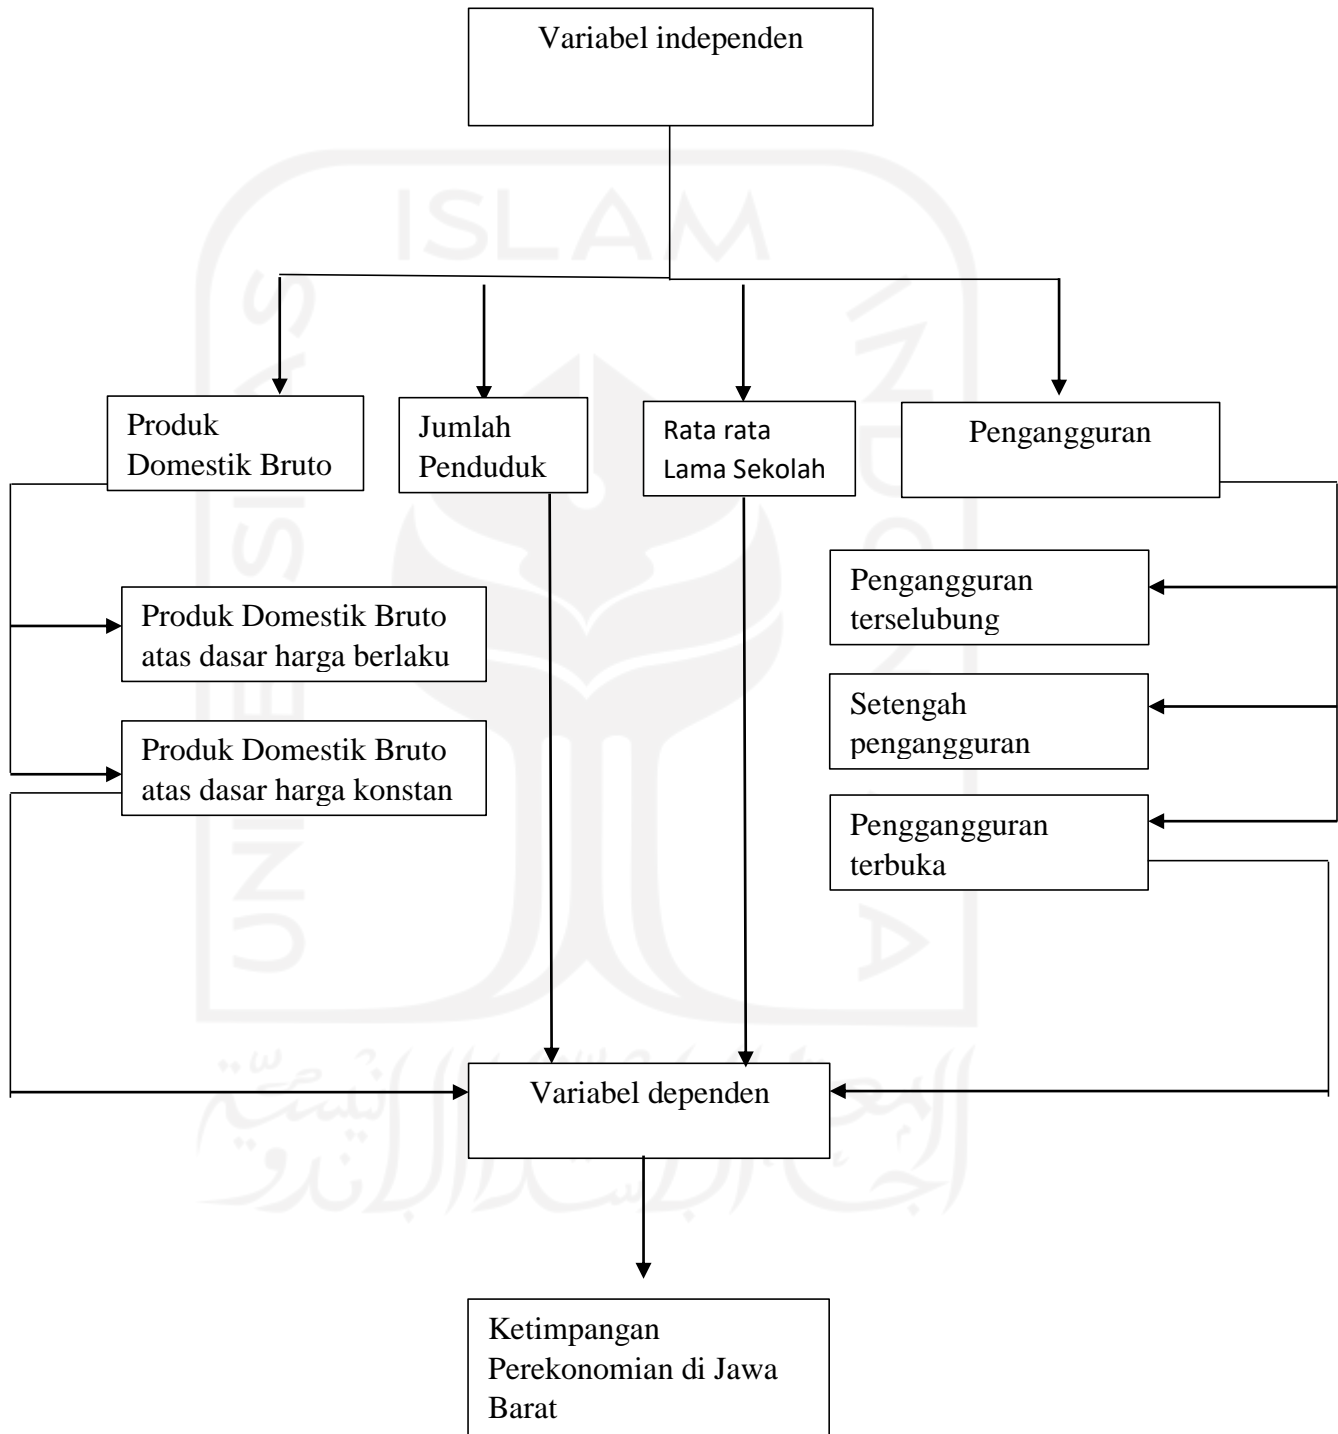 Variabel independen
Produk
Domestik Bruto
Jumlah
Penduduk
Rata rata
Lama Sekolah
Pengangguran
Produk Domestik Bruto
atas dasar harga berlaku
Produk Domestik Bruto
atas dasar harga konstan
Pengangguran
terselubung
Setengah
pengangguran
Penggangguran
terbuka
Variabel dependen
Ketimpangan
Perekonomian di Jawa
Barat
ISLAM